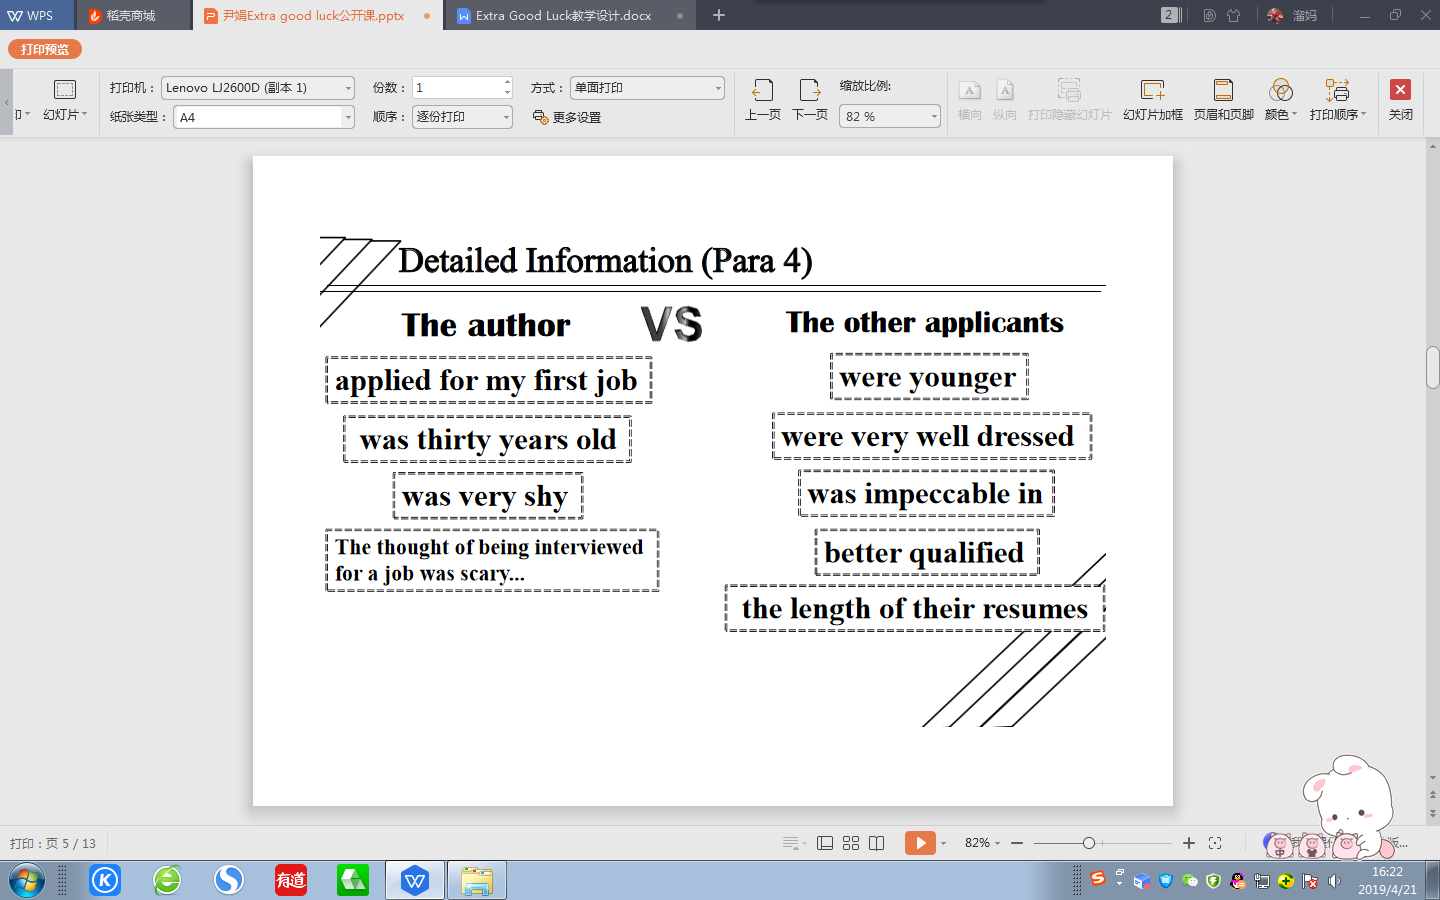 WPS
稻壳商城
尹娟Extra good luck公开课.pptx
Extra Good Luck教学设计.docx
2
溜妈
打印预览
幻灯片
打印机：
Lenovo LJ2600D (副本 1)
份数：
1
方式：
单面打印
纸张类型：
A4
顺序：
逐份打印
更多设置
上一页
下一页
缩放比例:
82 %
横向
纵向
打印隐藏幻灯片
幻灯片加框
页眉和页脚
颜色
打印顺序
关闭
Detailed Information (Para 4)
The author
VS
The other applicants
applied for my first job
was thirty years old
was very shy
The thought of being interviewed
for a job was scary...
were younger
were very well dressed
was impeccable in
better qualified
the length of their resumes
打印：页 5 / 13
82%
中
有道
16:22
2019/4/21